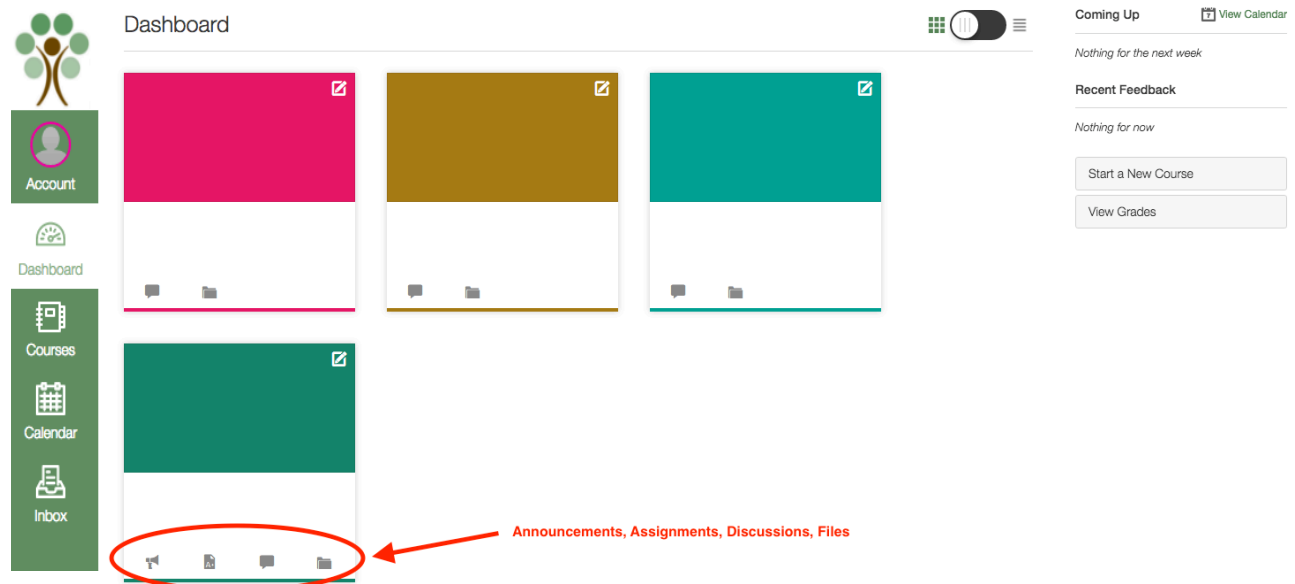 Dashboard
Coming Up
View Calendar
Nothing for the next week
Recent Feedback
Nothing for now
Start a New Course
View Grades
Account
Dashboard
Courses
Calendar
Inbox
Announcements, Assignments, Discussions, Files